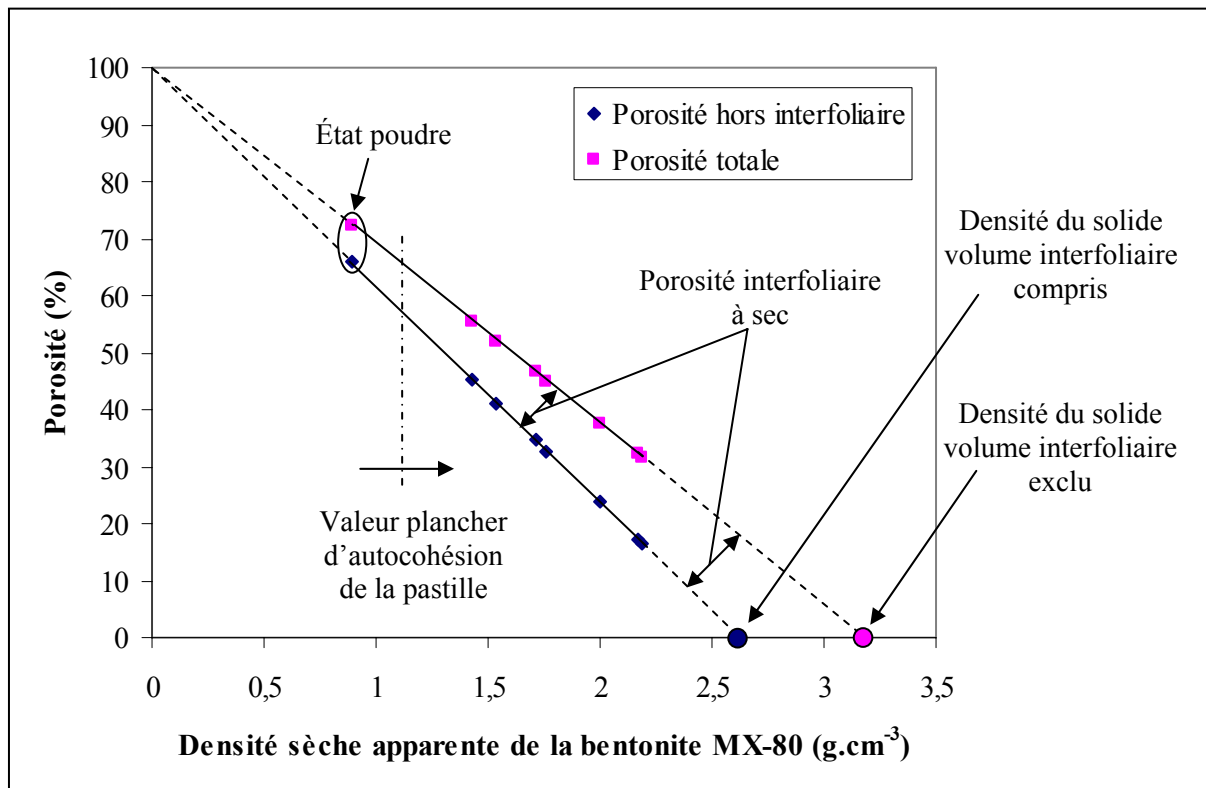 100
90
80
70
60
50
40
30
20
10
0
Porosité (%)
État poudre
Porosité hors interfoliaire
Porosité totale
Densité du solide
volume interfoliaire
compris
Porosité interfoliaire
à sec
Densité du solide
volume interfoliaire
exclu
Valeur plancher
d’autocohésion
de la pastille
0 0,5 1 1,5 2 2,5 3 3,5
Densité sèche apparente de la bentonite MX-80 (g.cm-3)